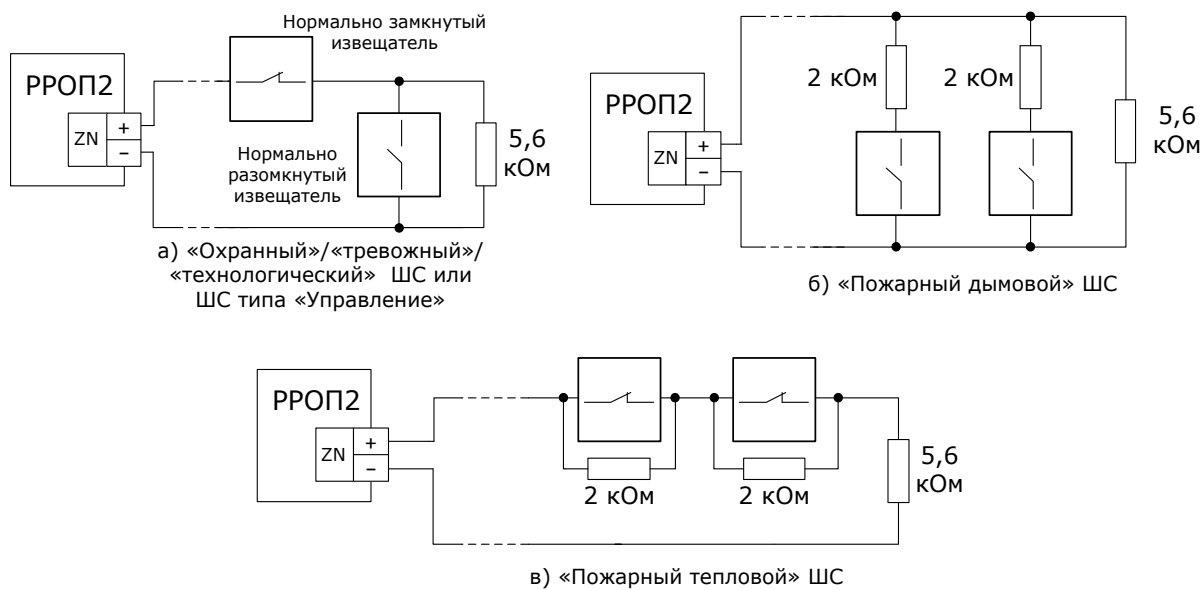 Нормально замкнутый
извещатель
РРОП2
ZN
+
−
Нормально
разомкнутый
извещатель
5,6
кОм
а) «Охранный»/«тревожный»/
«технологический» ШС или
ШС типа «Управление»
РРОП2
ZN
+
−
2 кОм
2 кОм
5,6
кОм
б) «Пожарный дымовой» ШС
РРОП2
ZN
+
−
2 кОм
2 кОм
5,6
кОм
в) «Пожарный тепловой» ШС